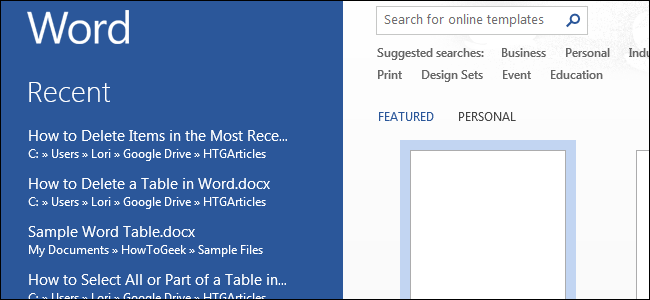 Word
Recent
How to Delete Items in the Most Rece...
C: » Users » Lori » Google Drive » HTGArticles
How to Delete a Table in Word.docx
C: » Users » Lori » Google Drive » HTGArticles
Sample Word Table.docx
My Documents » HowToGeek » Sample Files
How to Select All or Part of a Table in...
C: » Users » Lori » Google Drive » HTGArticles
Search for online templates
Suggested searches: Business Personal Indu
Print Design Sets Event Education
FEATURED PERSONAL